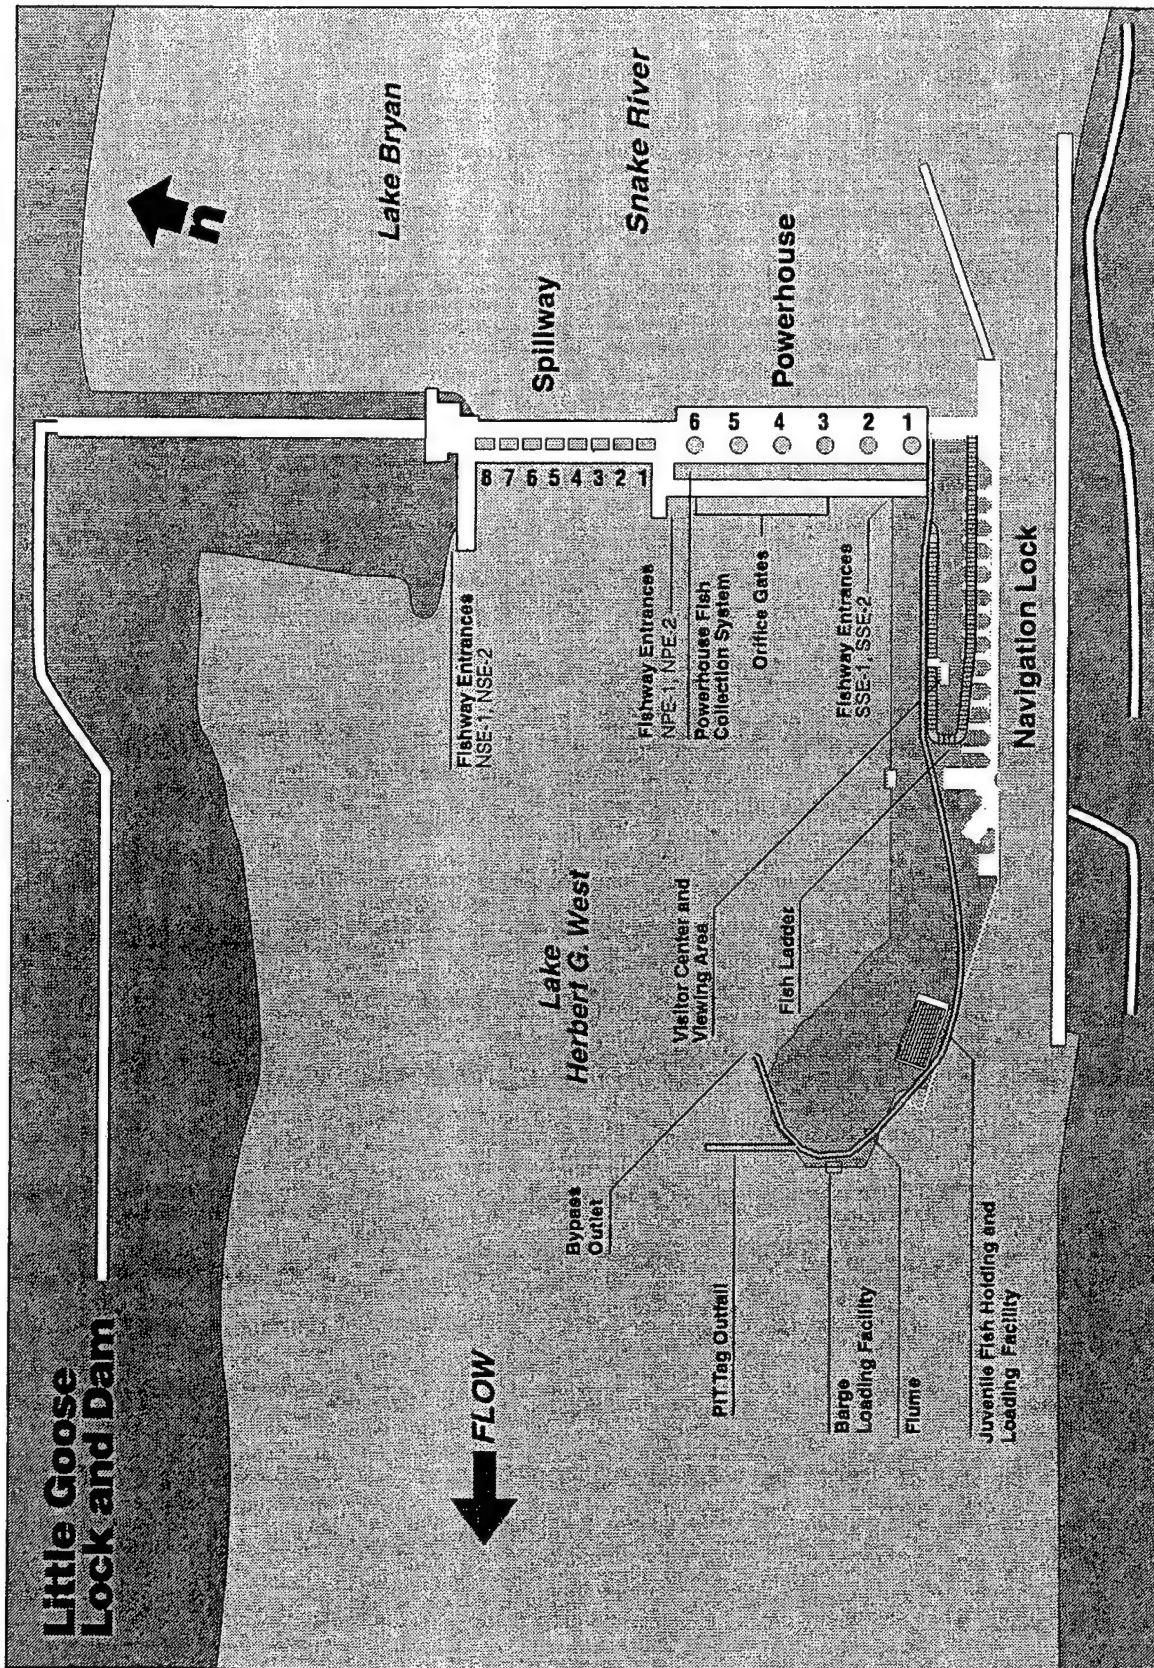 Little Goose
Lock and Dam
n
Lake Bryan
Snake River
Spillway
Powerhouse
8
7
6
5
4
3
2
1
6
5
4
3
2
1
Fishway Entrances
NSE-1, NSE-2
Fishway Entrances
NPE-1, NPE-2
Powerhouse Fish
Collection System
Orifice Gates
Fishway Entrances
SSE-1, SSE-2
Navigation Lock
Lake
Herbert G. West
Visitor Center and
Viewing Area
Fish Ladder
FLOW
Bypass
Outlet
PIT Tag Outfall
Barge
Loading Facility
Flume
Juvenile Fish Holding and
Loading Facility